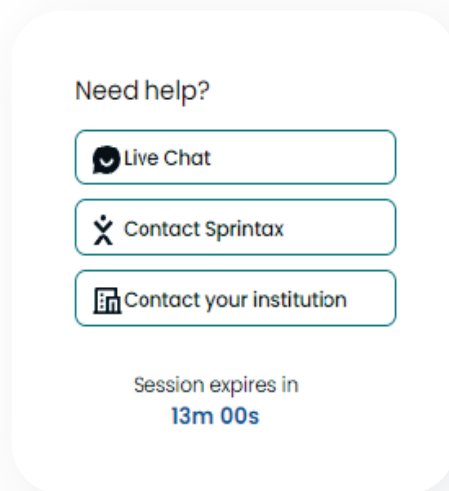 Need help?
Live Chat
Contact Sprintax
Contact your institution
Session expires in
13m 00s